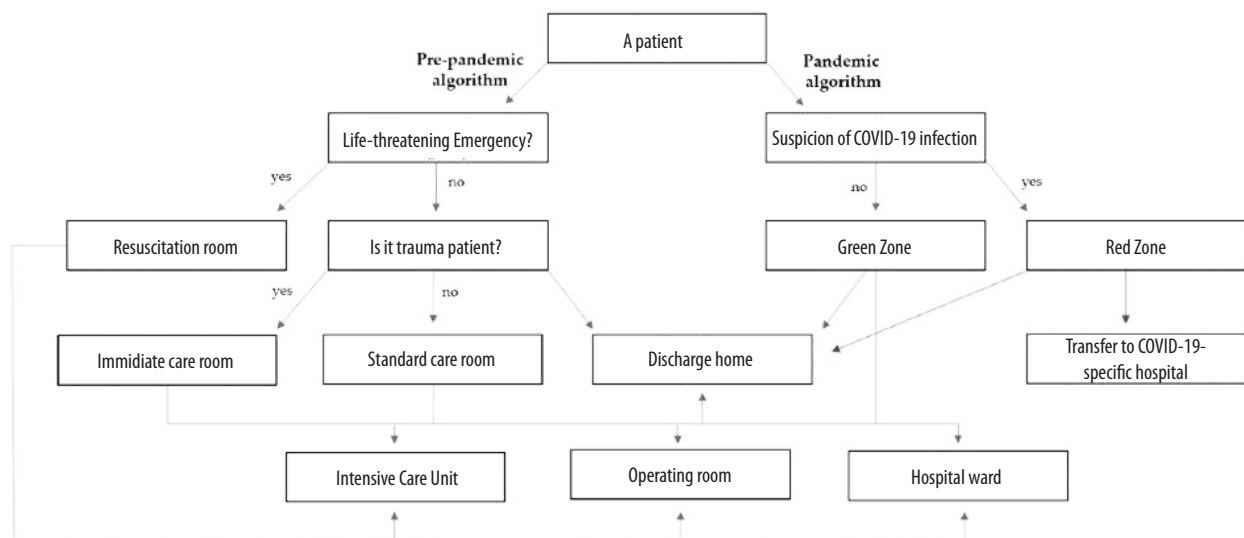 A patient
Pre-pandemic
algorithm
Pandemic
algorithm
Life-threatening Emergency?
Suspicion of COVID-19 infection
yes
no
no
yes
Resuscitation room
Is it trauma patient?
Green Zone
Red Zone
yes
no
Immidiate care room
Standard care room
Discharge home
Transfer to COVID-19-
specific hospital
Intensive Care Unit
Operating room
Hospital ward